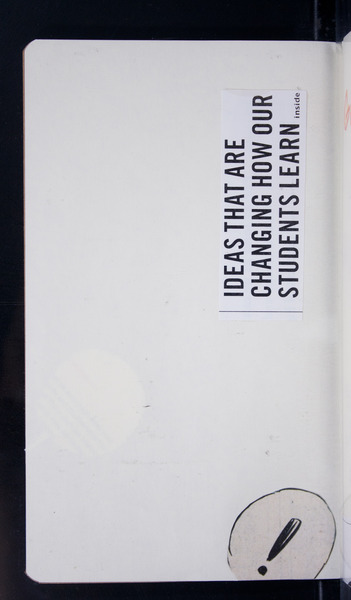 IDEAS THAT ARE
CHANGING HOW OUR
STUDENTS LEARN inside
!